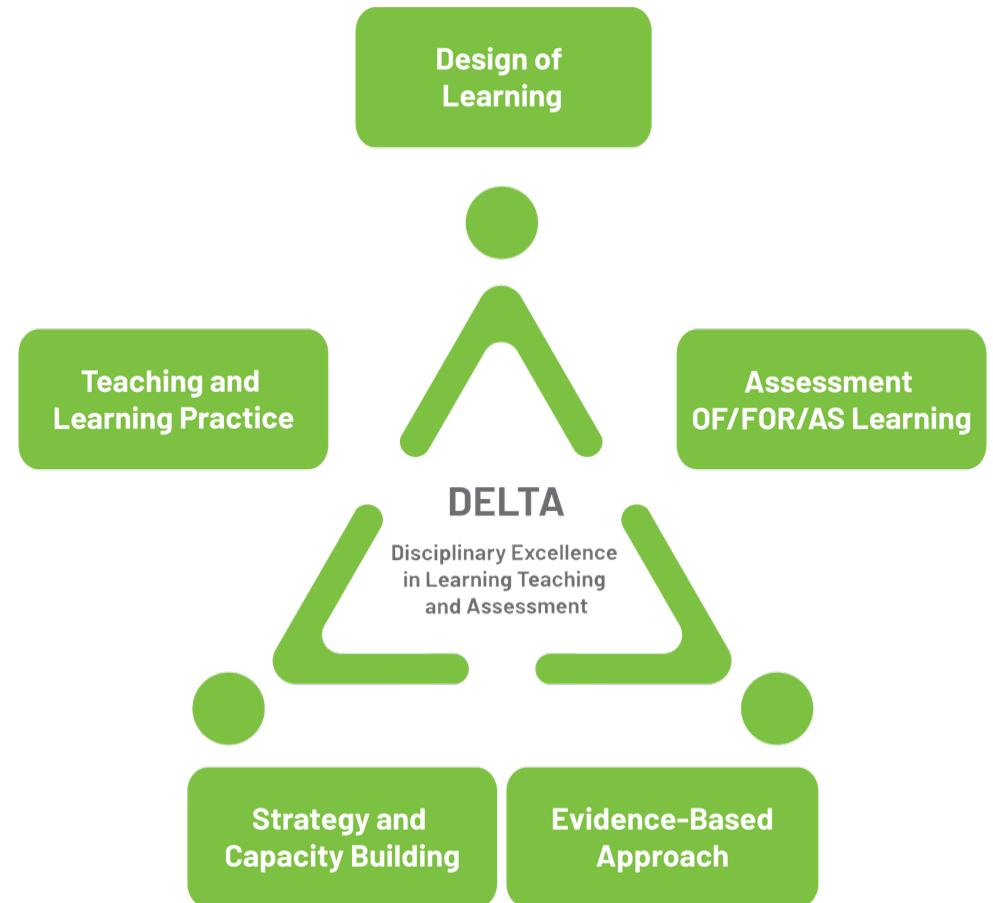 Design of
Learning
Teaching and
Learning Practice
Assessment
OF/FOR/AS Learning
DELTA
Disciplinary Excellence
in Learning Teaching
and Assessment
Strategy and
Capacity Building
Evidence-Based
Approach